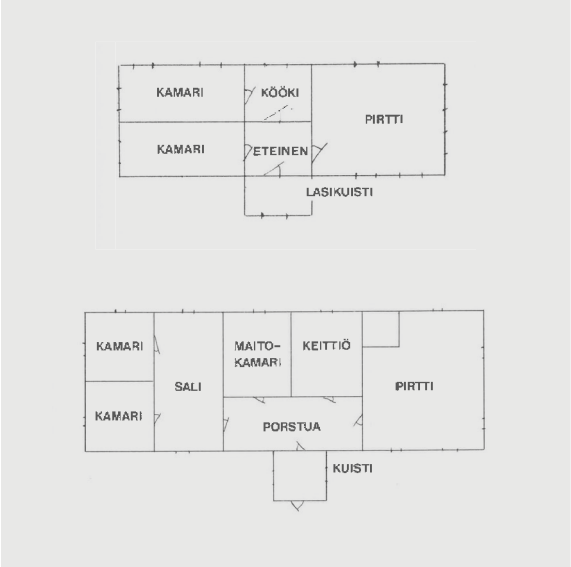 KAMARI
KÖÖKI
PIRTTI
KAMARI
ETEINEN
LASIKUISTI
KAMARI
MAITO-
KAMARI
KEITTIÖ
SALI
PIRTTI
KAMARI
PORSTUA
KUISTI